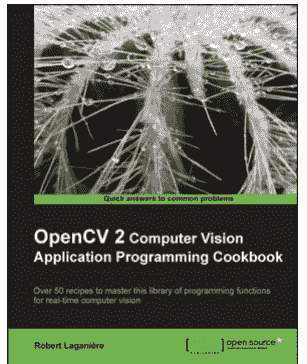 Quick answers to common problems
OpenCV 2 Computer Vision
Application Programming Cookbook
Over 50 recipes to master this library of programming functions
for real-time computer vision
Robert Laganière
open source*